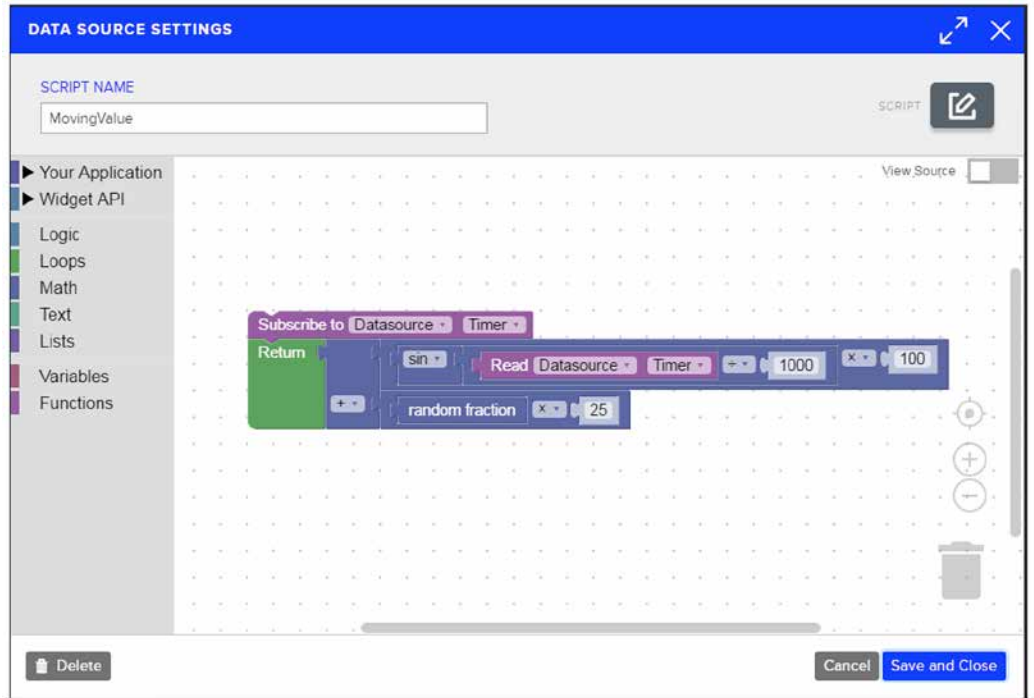 DATA SOURCE SETTINGS
SCRIPT NAME
MovingValue
SCRIPT
Your Application
Widget API
Logic
Loops
Math
Text
Lists
Variables
Functions
View Source
Subscribe to Datasource Timer
Return sin Read Datasource Timer ÷ 1000 × 100
+ random fraction × 25
Delete
Cancel Save and Close